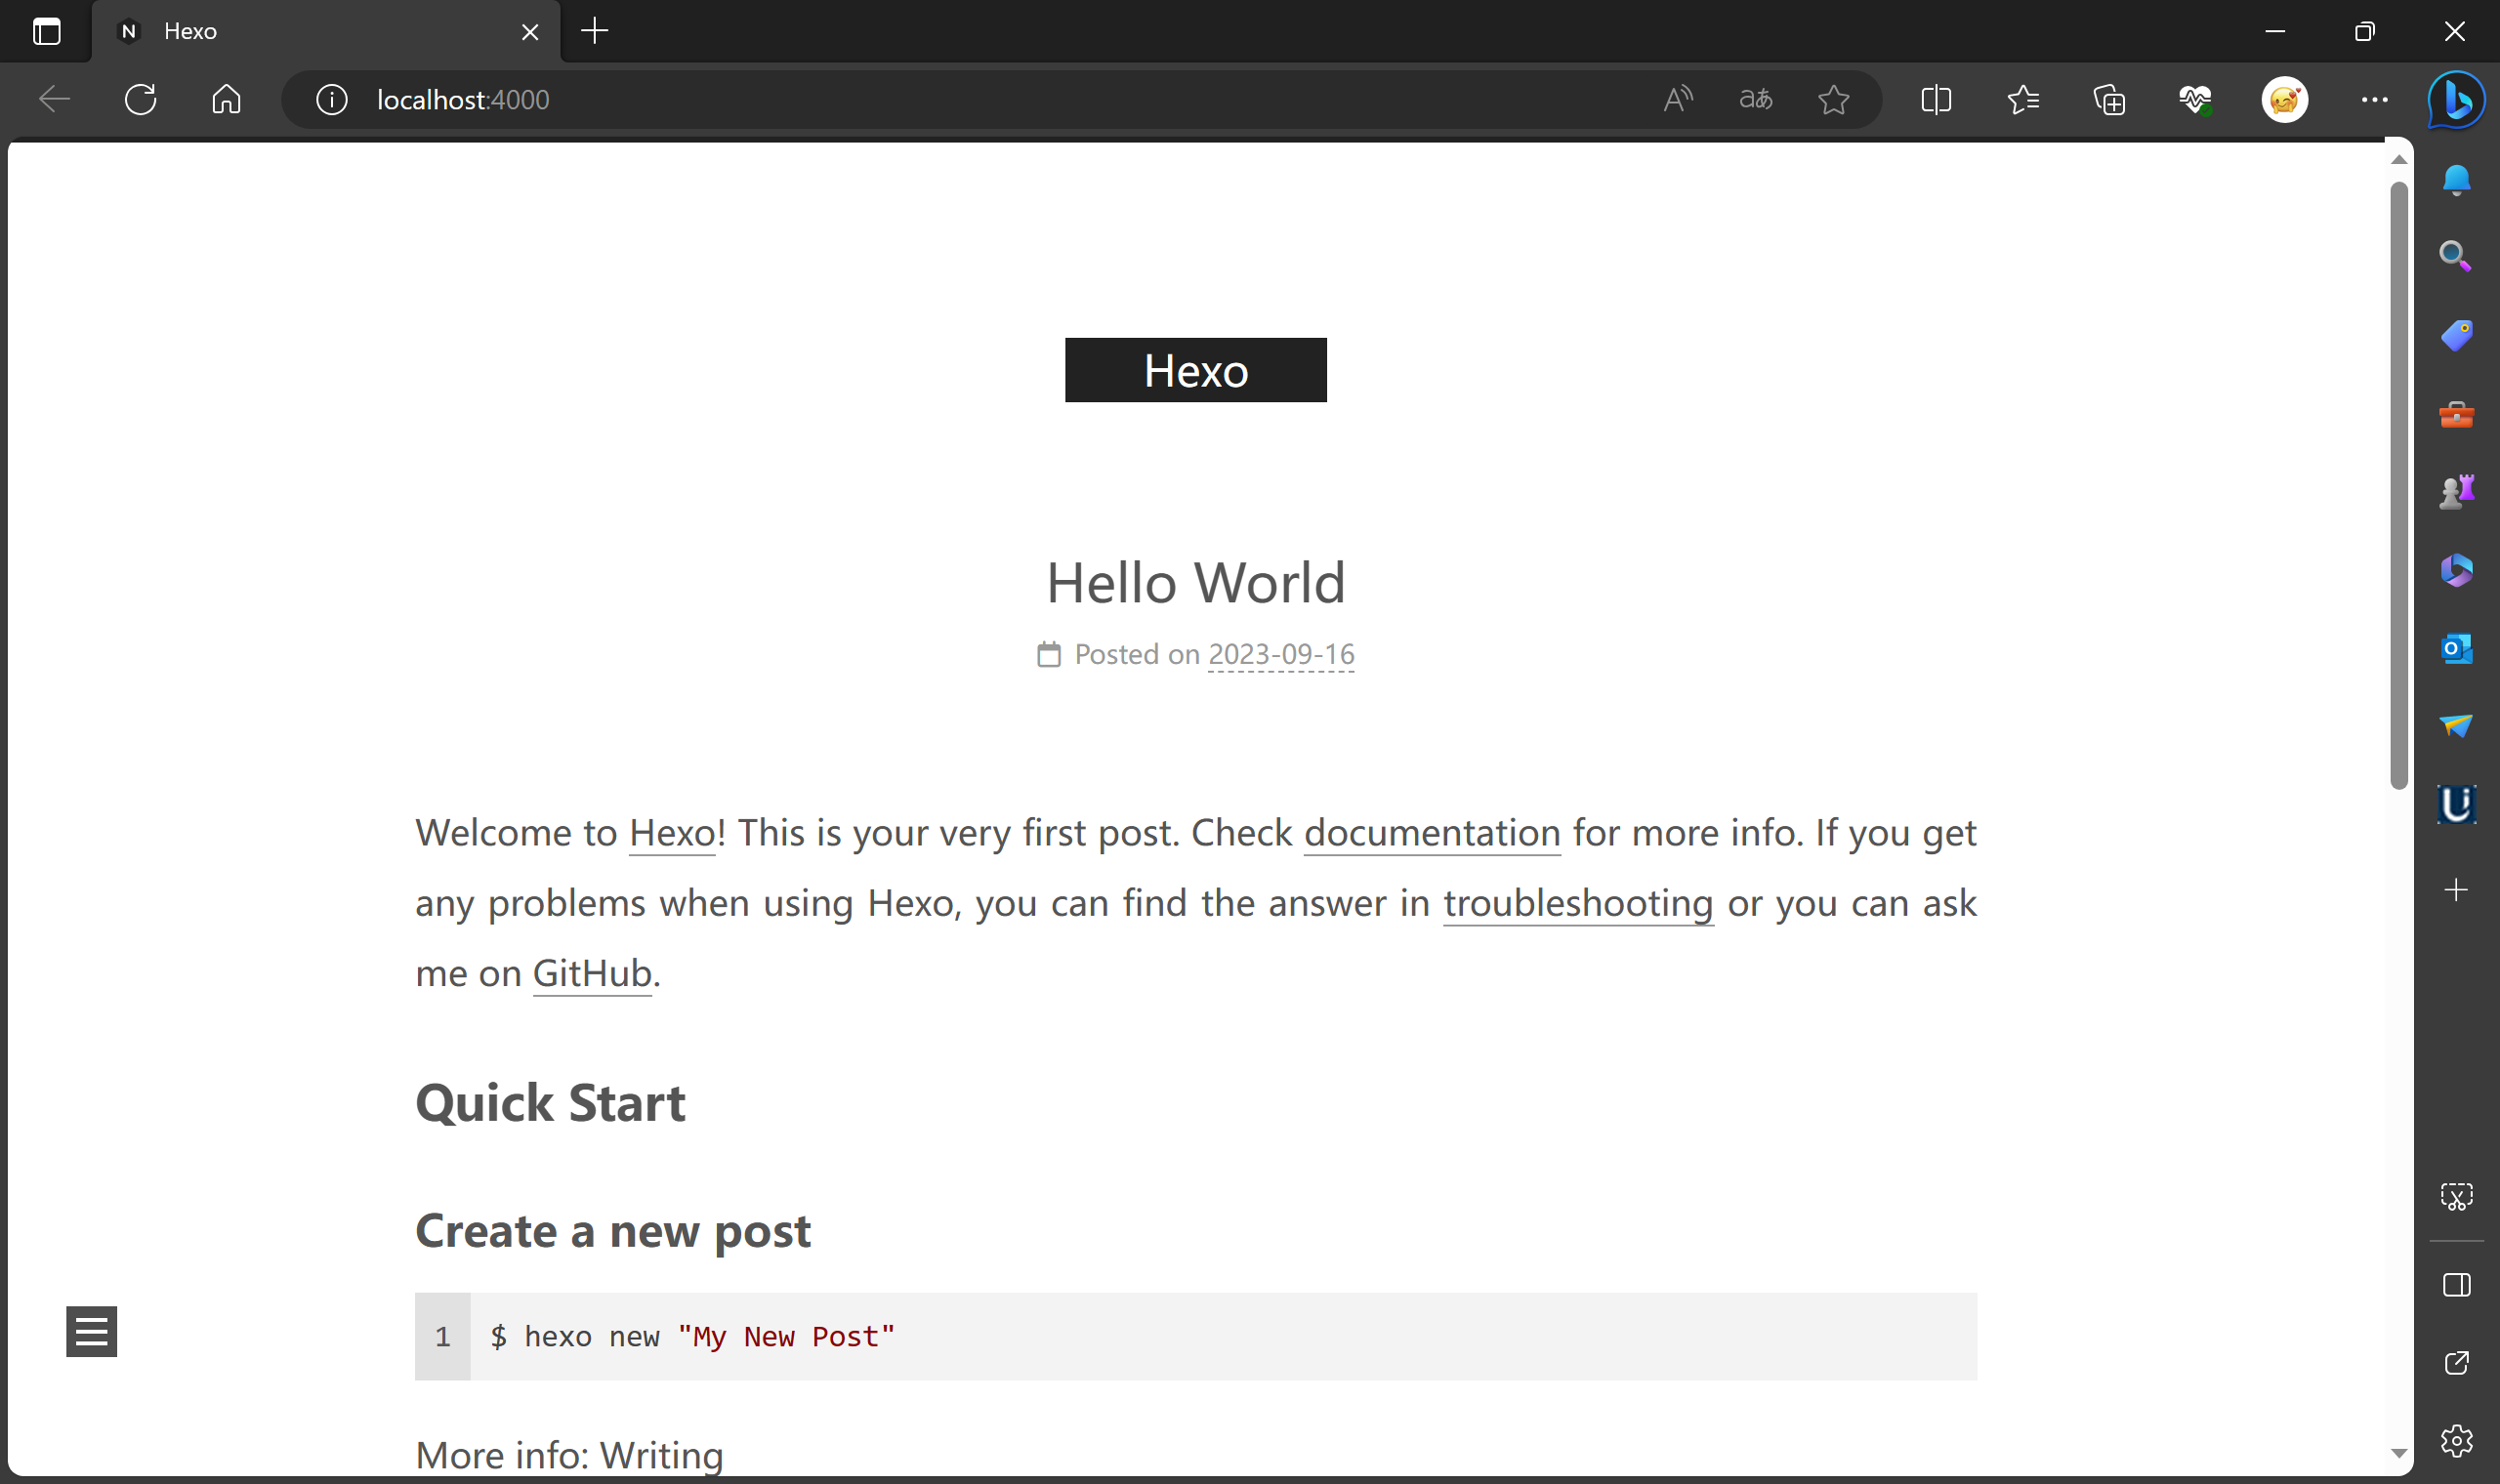 Hexo
localhost:4000
Hexo
Hello World
Posted on 2023-09-16
Welcome to Hexo! This is your very first post. Check documentation for more info. If you get
any problems when using Hexo, you can find the answer in troubleshooting or you can ask
me on GitHub.
Quick Start
Create a new post
1 $ hexo new "My New Post"
More info: Writing